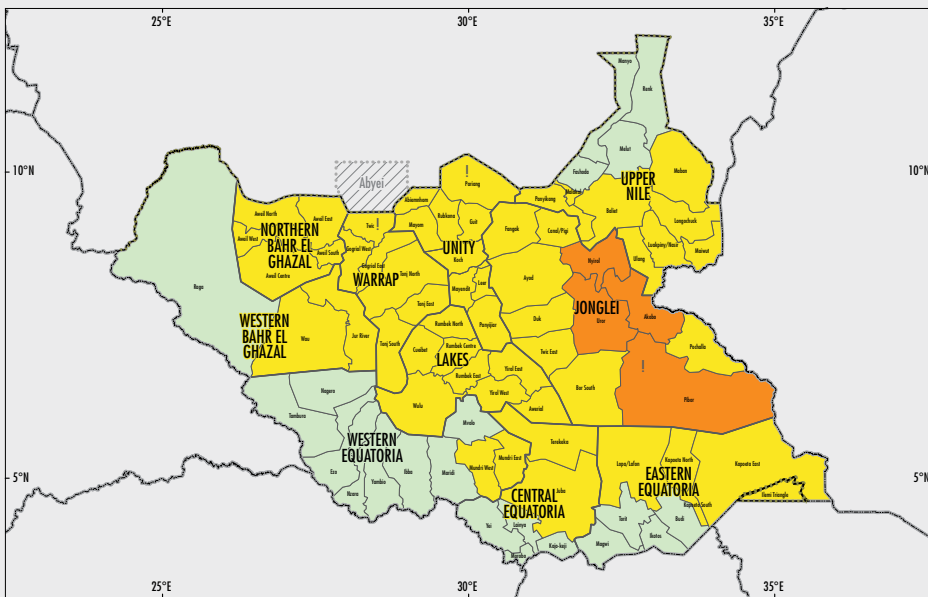 25°E
30°E
35°E
Manyo
Renk
10°N
10°N
Melut
Fashoda
Maban
!
Pariang
Abyei
UPPER
NILE
Malakal
Abiemnhom
Panyikang
Baliet
Rubkona
Guit
Mayom
Longochuk
Aweil North
Aweil East
Twic
!
Fangak
Canal/Pigi
Luakpiny/Nasir
Maiwut
Aweil West
NORTHERN
BAHR EL
GHAZAL
Aweil South
Gogrial West
UNITY
Koch
Nyirol
Ulang
Gogrial East
WARRAP
Tonj North
Aweil Centre
Raga
Mayendit
Leer
Ayod
Tonj East
JONGLEI
Uror
Akobo
WESTERN
BAHR EL
GHAZAL
Wau
Jur River
Rumbek North
Panyijiar
Duk
Tonj South
Cueibet
Rumbek Centre
LAKES
Twic East
Pochalla
Rumbek East
Yirol East
!
Nagero
Yirol West
Bor South
Pibor
Tambura
Wulu
Awerial
Mvolo
WESTERN
EQUATORIA
Terekeka
Ezo
Ibba
Maridi
Mundri West
Mundri East
Lopa/Lafon
Kapoeta North
Kapoeta East
5°N
5°N
Nzara
Yambio
EASTERN
EQUATORIA
CENTRAL
EQUATORIA
Juba
Ilemi Triangle
Kapoeta South
Yei
Lainya
Torit
Budi
Ikotos
Magwi
Kajo-keji
Morobo
25°E
30°E
35°E